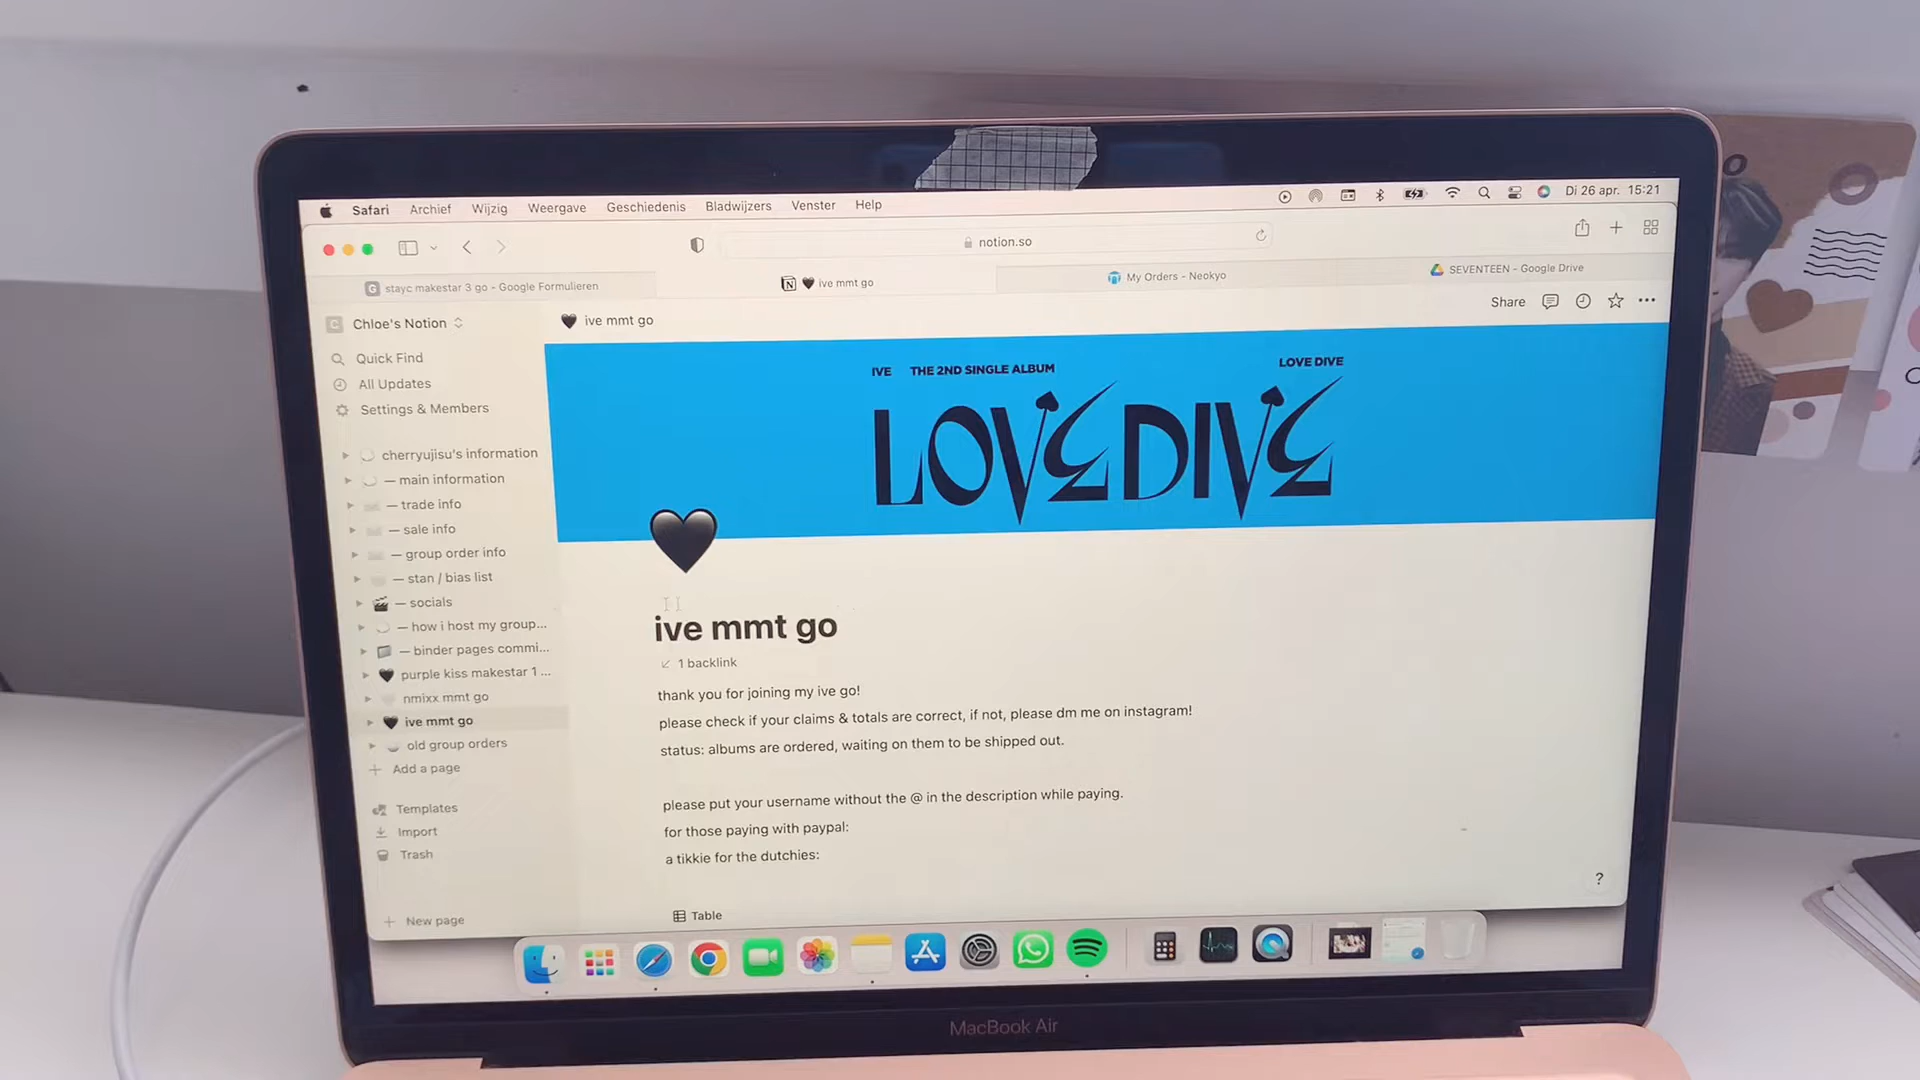 Safari Archief Wijzig Weergave Geschiedenis Bladwijzers Venster Help Di 26 apr. 15:21
notion.so
stayc makestar 3 go - Google Formulieren
ive mmt go
My Orders - Neokyo
SEVENTEEN - Google Drive
C Chloe's Notion
ive mmt go
Share
Quick Find
All Updates
Settings & Members
cherryujisu's information
— main information
— trade info
— sale info
— group order info
— stan / bias list
— socials
— how i host my group...
— binder pages commi...
purple kiss makestar 1 ...
nmixx mmt go
ive mmt go
old group orders
Add a page
Templates
Import
Trash
New page
IVE THE 2ND SINGLE ALBUM LOVE DIVE
LOVE DIVE
ive mmt go
1 backlink
thank you for joining my ive go!
please check if your claims & totals are correct, if not, please dm me on instagram!
status: albums are ordered, waiting on them to be shipped out.
please put your username without the @ in the description while paying.
for those paying with paypal:
a tikkie for the dutchies:
Table
?
MacBook Air